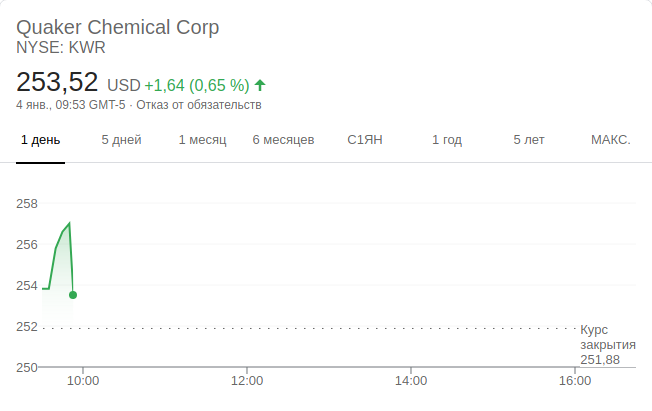 Quaker Chemical Corp
NYSE: KWR
253,52 USD +1,64 (0,65 %)
4 янв., 09:53 GMT-5 · Отказ от обязательств
1 день 5 дней 1 месяц 6 месяцев С1ЯН 1 год 5 лет МАКС.
258
256
254
252
Курс
закрытия
251,88
250
10:00 12:00 14:00 16:00